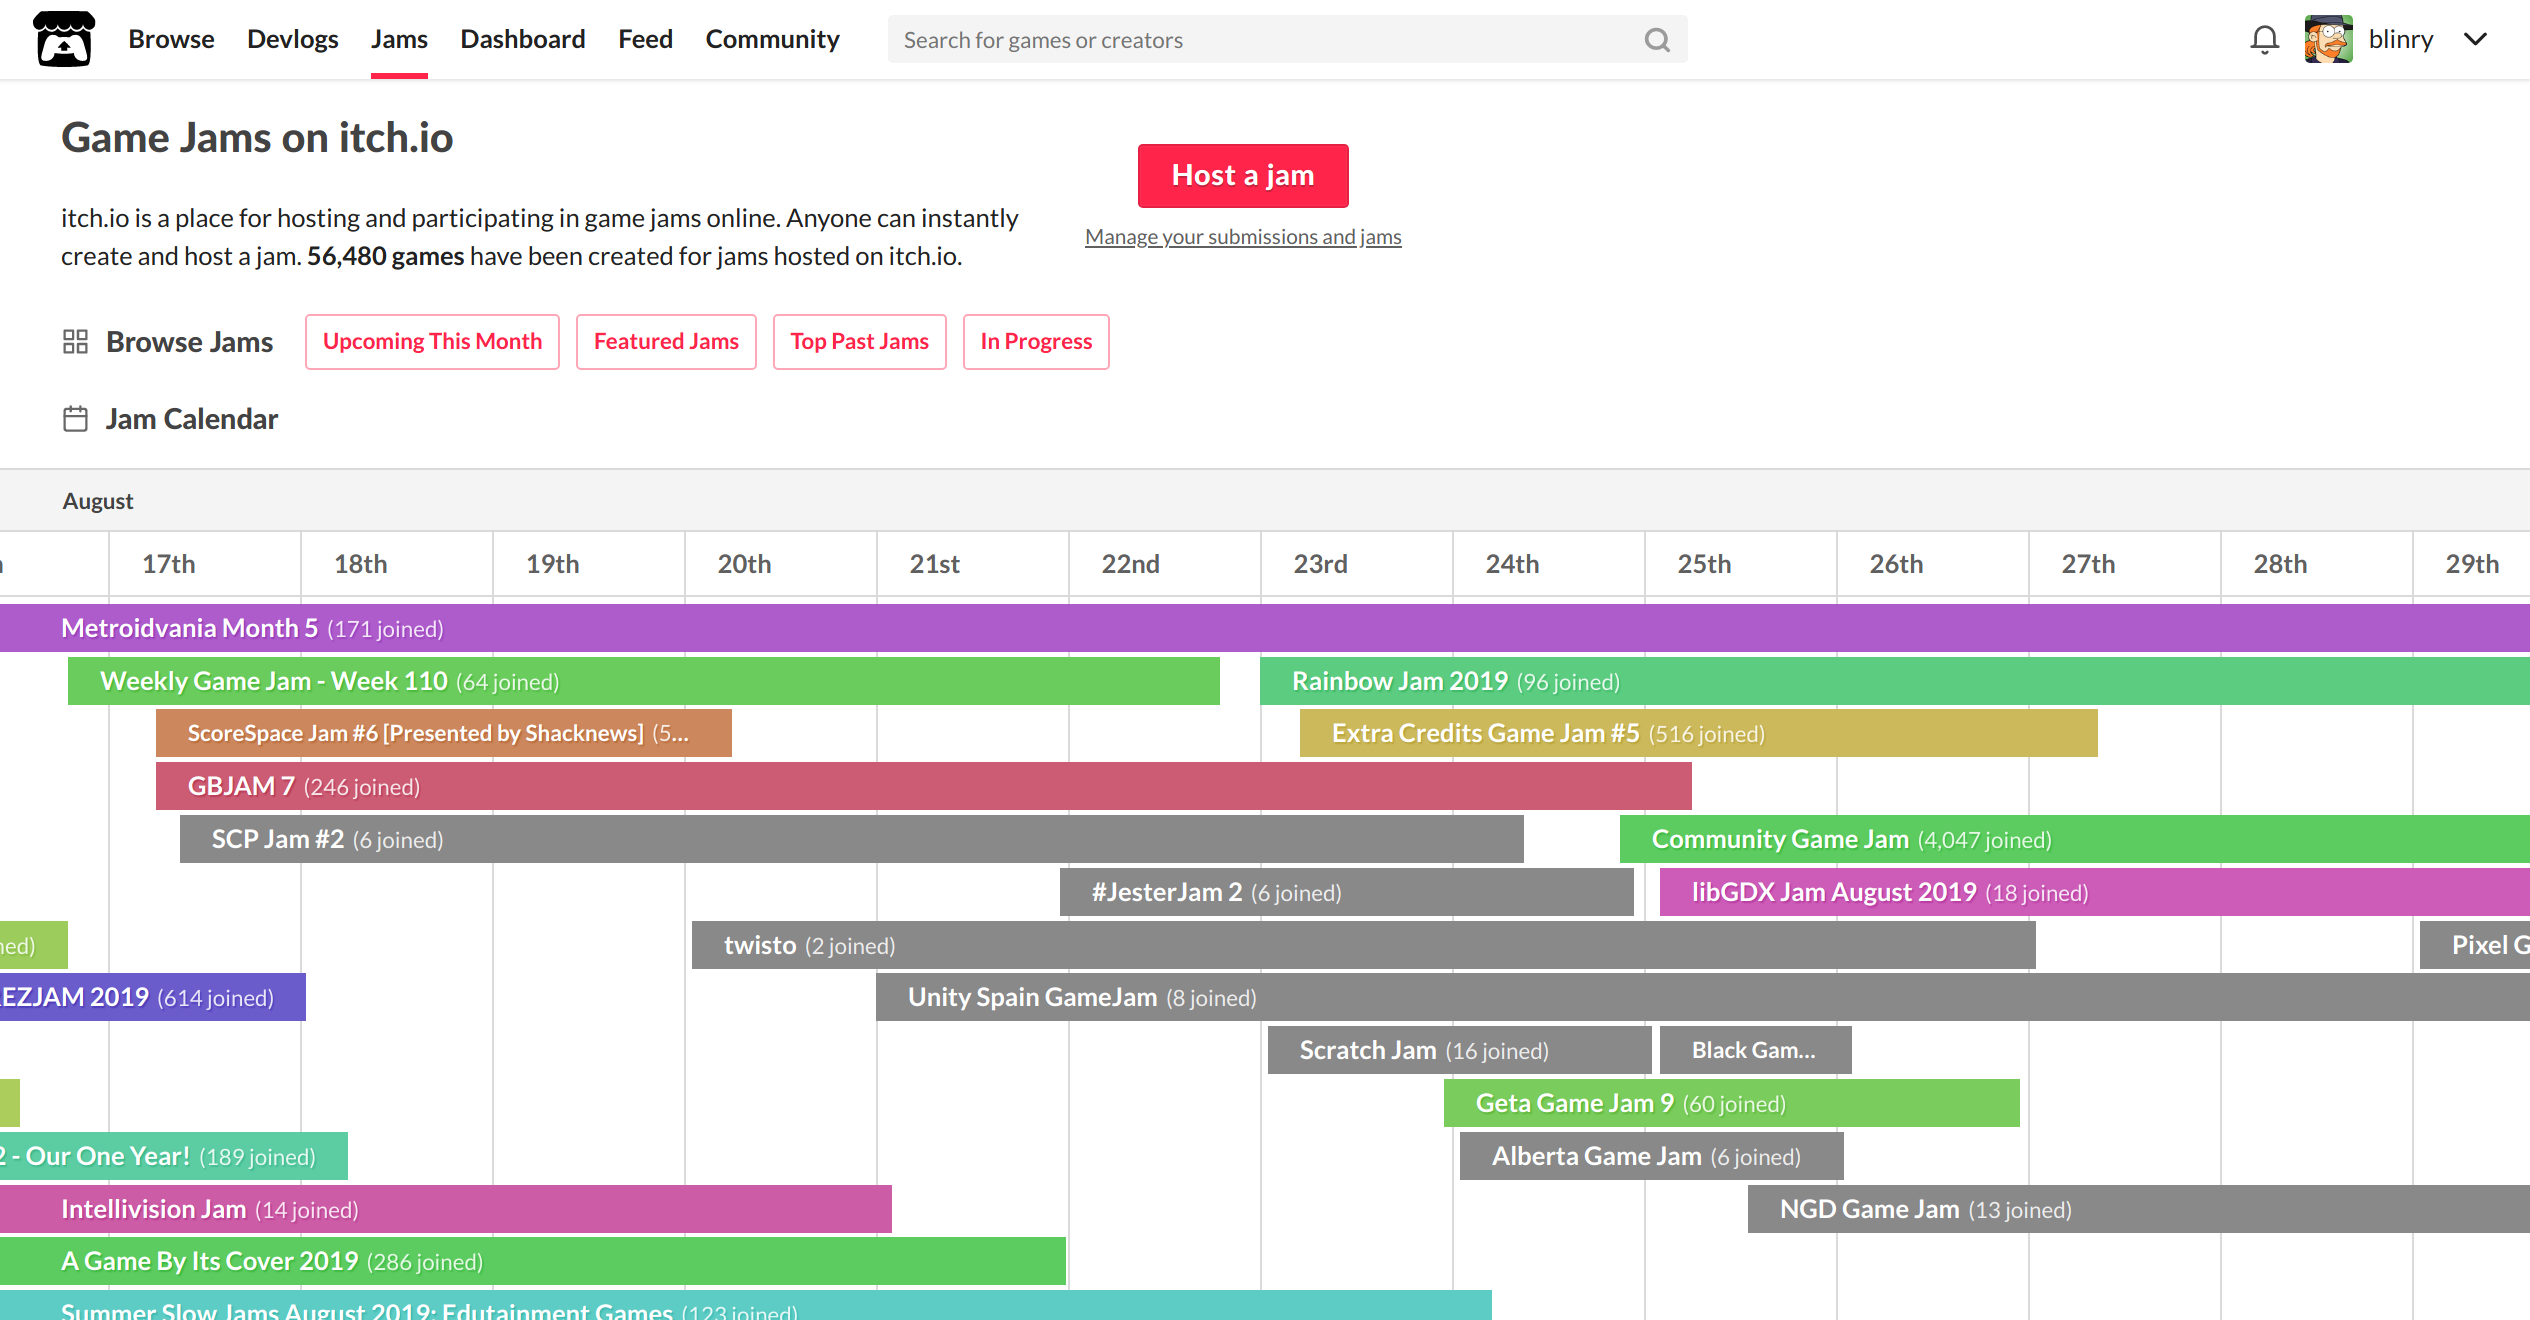 Browse Devlogs Jams Dashboard Feed Community Search for games or creators blinry
Game Jams on itch.io
Host a jam
itch.io is a place for hosting and participating in game jams online. Anyone can instantly
create and host a jam. 56,480 games have been created for jams hosted on itch.io.
Manage your submissions and jams
Browse Jams Upcoming This Month Featured Jams Top Past Jams In Progress
Jam Calendar
August
17th 18th 19th 20th 21st 22nd 23rd 24th 25th 26th 27th 28th 29th
Metroidvania Month 5 (171 joined)
Weekly Game Jam - Week 110 (64 joined) Rainbow Jam 2019 (96 joined)
ScoreSpace Jam #6 [Presented by Shacknews] (5... Extra Credits Game Jam #5 (516 joined)
GBJAM 7 (246 joined)
SCP Jam #2 (6 joined) Community Game Jam (4,047 joined)
#JesterJam 2 (6 joined) libGDX Jam August 2019 (18 joined)
ned) twisto (2 joined) Pixel G
EZJAM 2019 (614 joined) Unity Spain GameJam (8 joined)
Scratch Jam (16 joined) Black Gam...
Geta Game Jam 9 (60 joined)
2 - Our One Year! (189 joined) Alberta Game Jam (6 joined)
Intellivision Jam (14 joined) NGD Game Jam (13 joined)
A Game By Its Cover 2019 (286 joined)
Summer Slow Jams August 2019: Edutainment Games (123 joined)